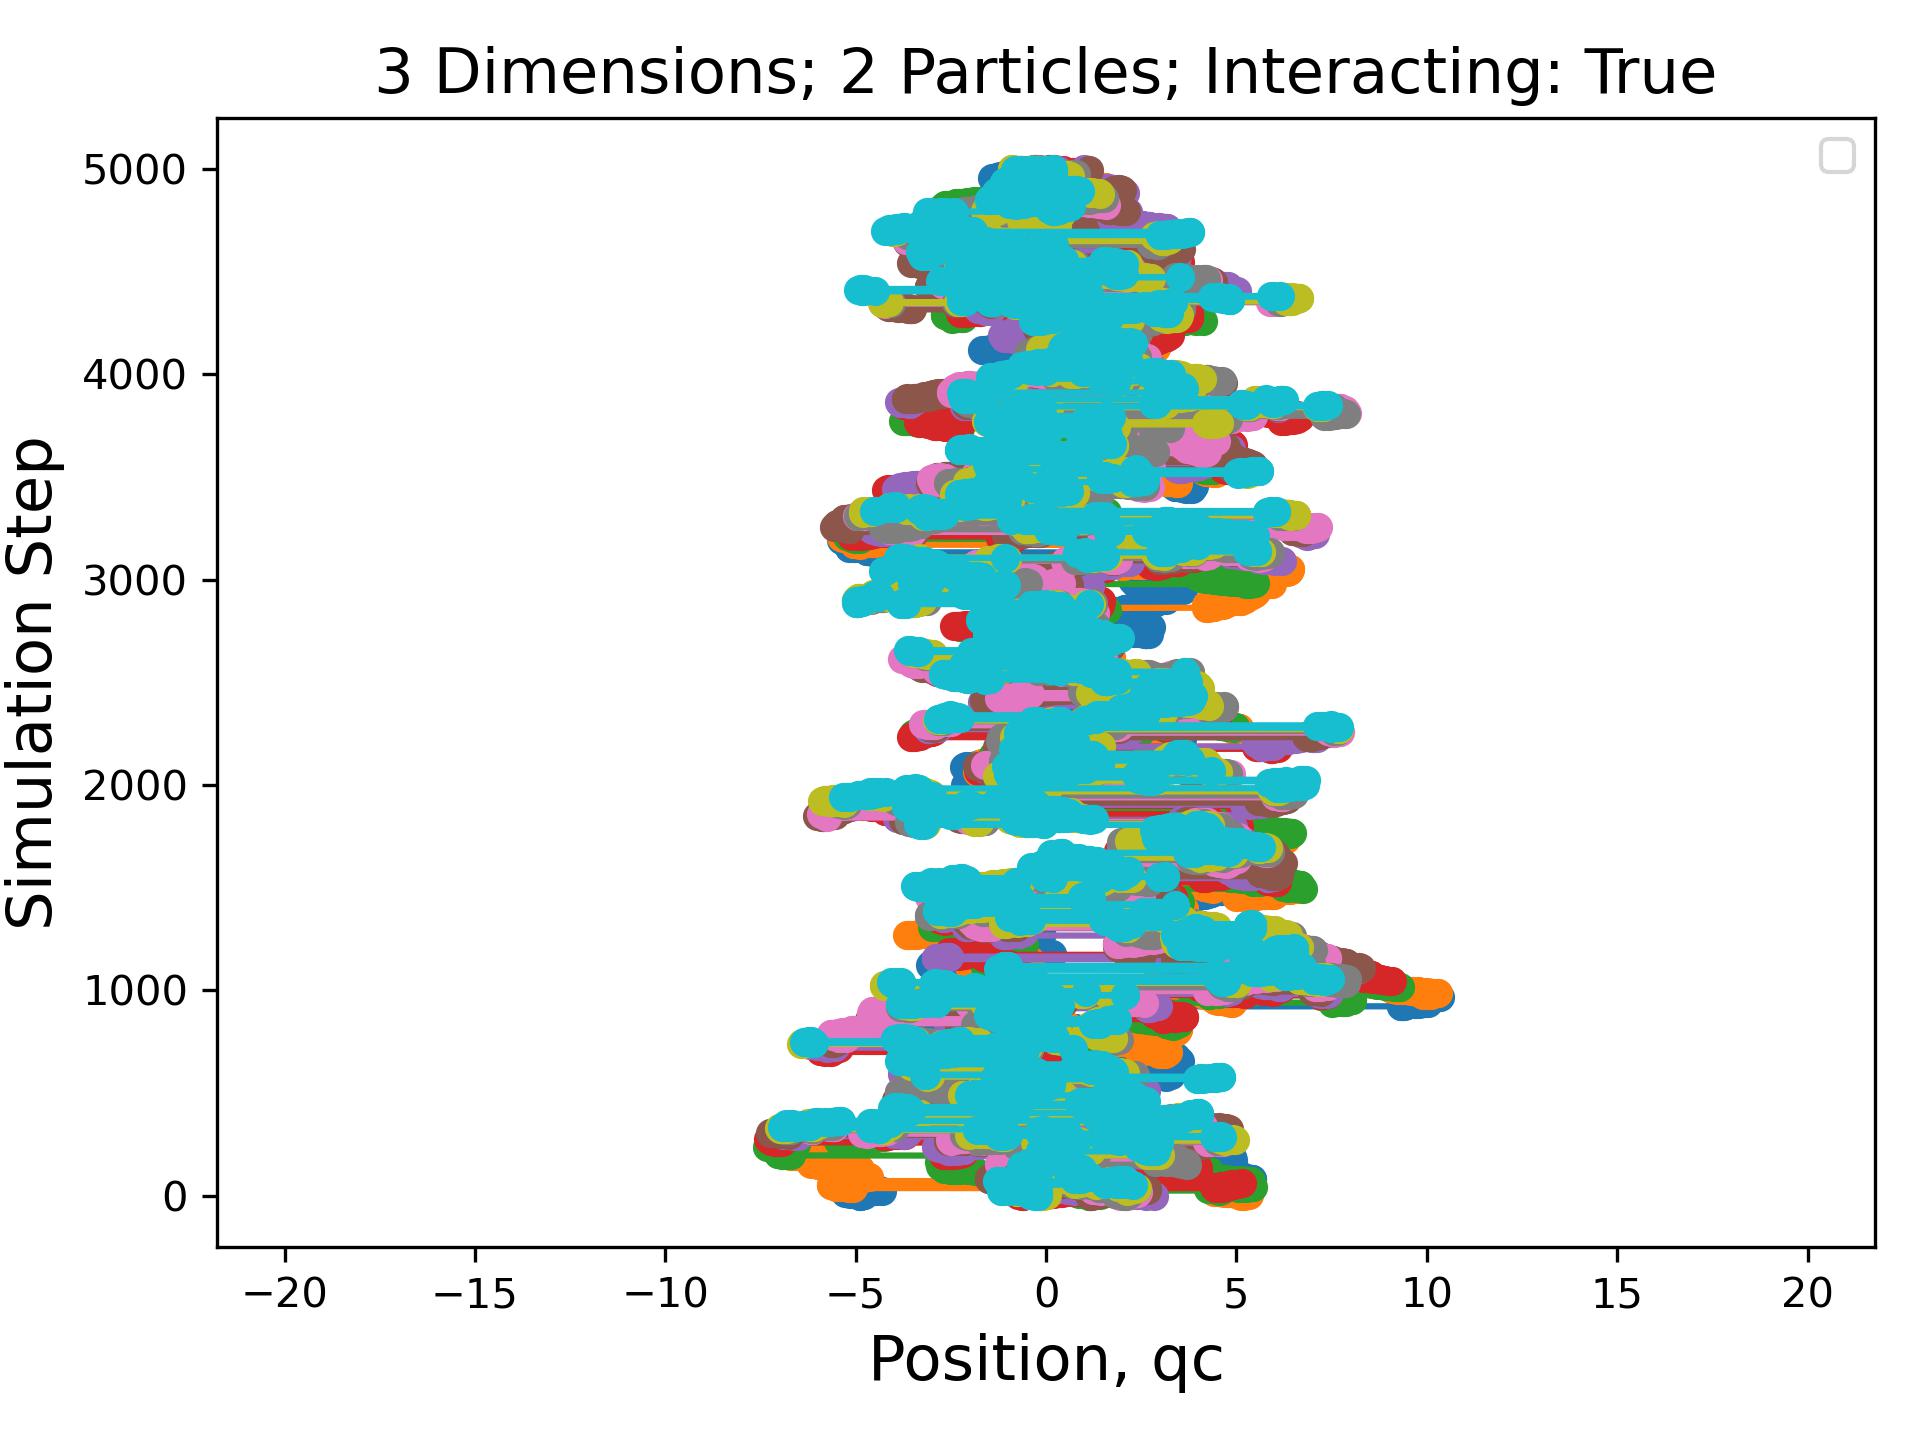 3 Dimensions; 2 Particles; Interacting: True
5000
4000
3000
2000
1000
0
Simulation Step
−20 −15 −10 −5 0 5 10 15 20
Position, qc